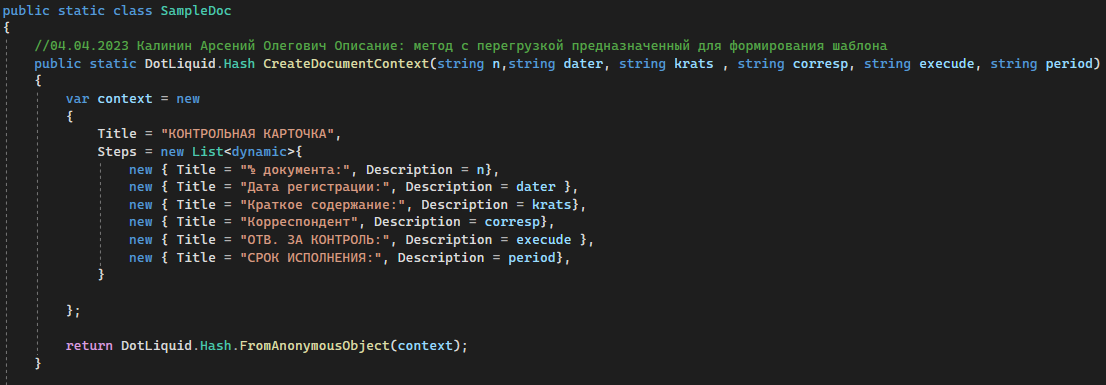 public static class SampleDoc
{
//04.04.2023 Калинин Арсений Олегович Описание: метод с перегрузкой предназначенный для формирования шаблона
public static DotLiquid.Hash CreateDocumentContext(string n,string dater, string krats , string corresp, string execude, string period)
{
var context = new
{
Title = "КОНТРОЛЬНАЯ КАРТОЧКА",
Steps = new List<dynamic>{
new { Title = "№ документа:", Description = n},
new { Title = "Дата регистрации:", Description = dater },
new { Title = "Краткое содержание:", Description = krats},
new { Title = "Корреспондент", Description = corresp},
new { Title = "ОТВ. ЗА КОНТРОЛЬ:", Description = execude },
new { Title = "СРОК ИСПОЛНЕНИЯ:", Description = period},
}
};
return DotLiquid.Hash.FromAnonymousObject(context);
}